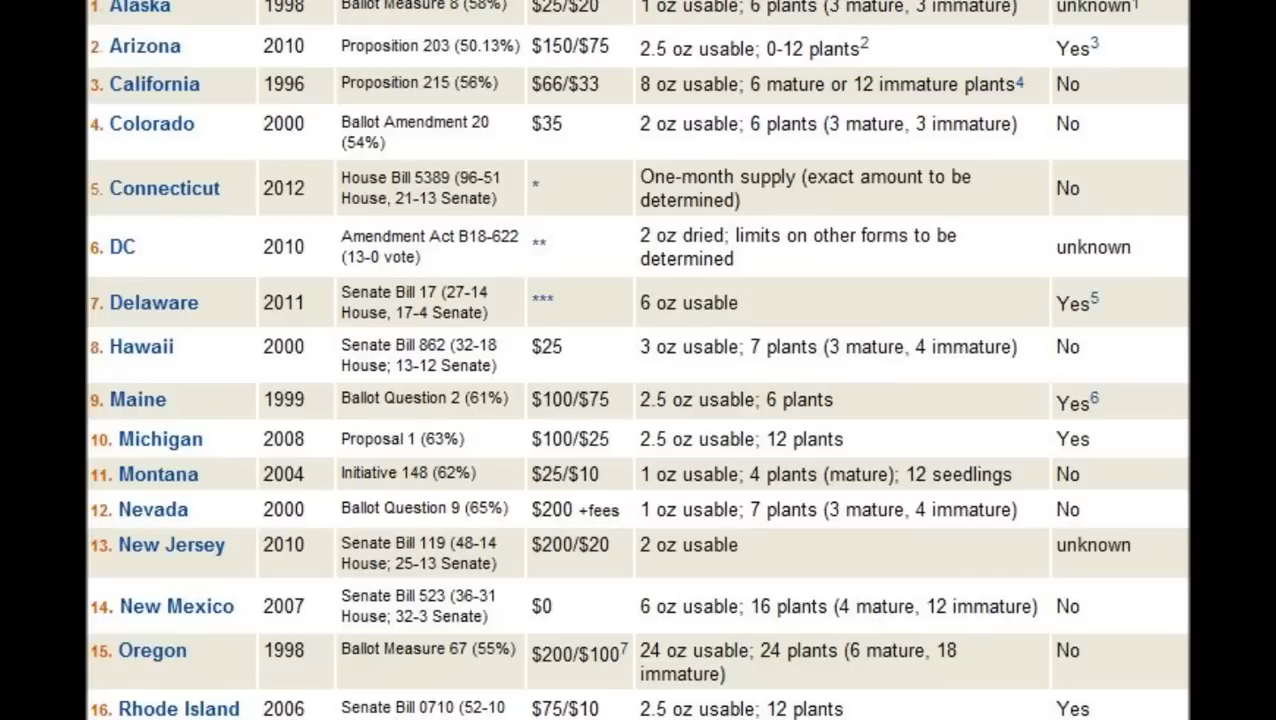 1. Alaska 1998 Ballot Measure 8 (58%) $25/$20 1 oz usable; 6 plants (3 mature, 3 immature) unknown1
2. Arizona 2010 Proposition 203 (50.13%) $150/$75 2.5 oz usable; 0-12 plants2 Yes3
3. California 1996 Proposition 215 (56%) $66/$33 8 oz usable; 6 mature or 12 immature plants4 No
4. Colorado 2000 Ballot Amendment 20 $35 2 oz usable; 6 plants (3 mature, 3 immature) No
(54%)
5. Connecticut 2012 House Bill 5389 (96-51 * One-month supply (exact amount to be No
House, 21-13 Senate) determined)
6. DC 2010 Amendment Act B18-622 ** 2 oz dried; limits on other forms to be unknown
(13-0 vote) determined
7. Delaware 2011 Senate Bill 17 (27-14 *** 6 oz usable Yes5
House, 17-4 Senate)
8. Hawaii 2000 Senate Bill 862 (32-18 $25 3 oz usable; 7 plants (3 mature, 4 immature) No
House; 13-12 Senate)
9. Maine 1999 Ballot Question 2 (61%) $100/$75 2.5 oz usable; 6 plants Yes6
10. Michigan 2008 Proposal 1 (63%) $100/$25 2.5 oz usable; 12 plants Yes
11. Montana 2004 Initiative 148 (62%) $25/$10 1 oz usable; 4 plants (mature); 12 seedlings No
12. Nevada 2000 Ballot Question 9 (65%) $200 +fees 1 oz usable; 7 plants (3 mature, 4 immature) No
13. New Jersey 2010 Senate Bill 119 (48-14 $200/$20 2 oz usable unknown
House; 25-13 Senate)
14. New Mexico 2007 Senate Bill 523 (36-31 $0 6 oz usable; 16 plants (4 mature, 12 immature) No
House; 32-3 Senate)
15. Oregon 1998 Ballot Measure 67 (55%) $200/$1007 24 oz usable; 24 plants (6 mature, 18 No
immature)
16. Rhode Island 2006 Senate Bill 0710 (52-10 $75/$10 2.5 oz usable; 12 plants Yes